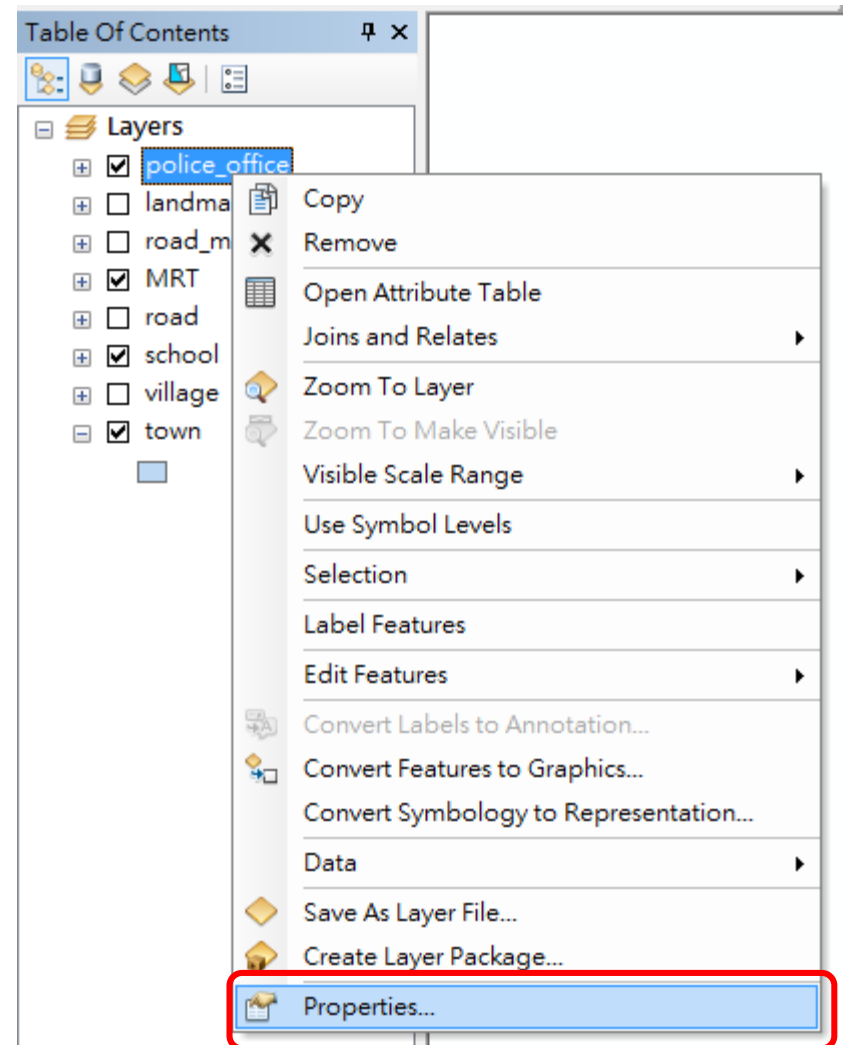 Table Of Contents
Layers
police_office
landma
road_m
MRT
road
school
village
town
Copy
Remove
Open Attribute Table
Joins and Relates
Zoom To Layer
Zoom To Make Visible
Visible Scale Range
Use Symbol Levels
Selection
Label Features
Edit Features
Convert Labels to Annotation...
Convert Features to Graphics...
Convert Symbology to Representation...
Data
Save As Layer File...
Create Layer Package...
Properties...